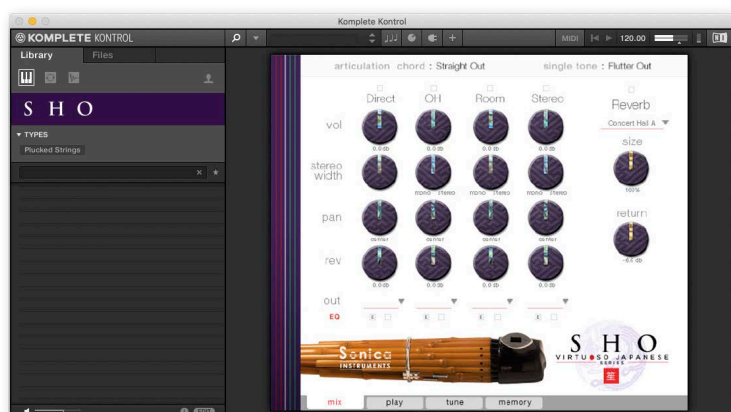 Komplete Kontrol
KOMPLETE KONTROL
MIDI
120.00
Library
Files
SHO
TYPES
Plucked Strings
EDIT
articulation chord : Straight Out single tone : Flutter Out
Direct OH Room Stereo
Reverb
Concert Hall A
vol
size
0.0 db 0.0 db 0.0 db 0.0 db
100%
stereo
width
mono stereo mono stereo
return
pan
center center center center
-6.0 db
rev
0.0 db 0.0 db 0.0 db 0.0 db
out
EQ
E E E E
Sonica
INSTRUMENTS
SHO
VIRTUOSO JAPANESE
SERIES
笙
mix play tune memory